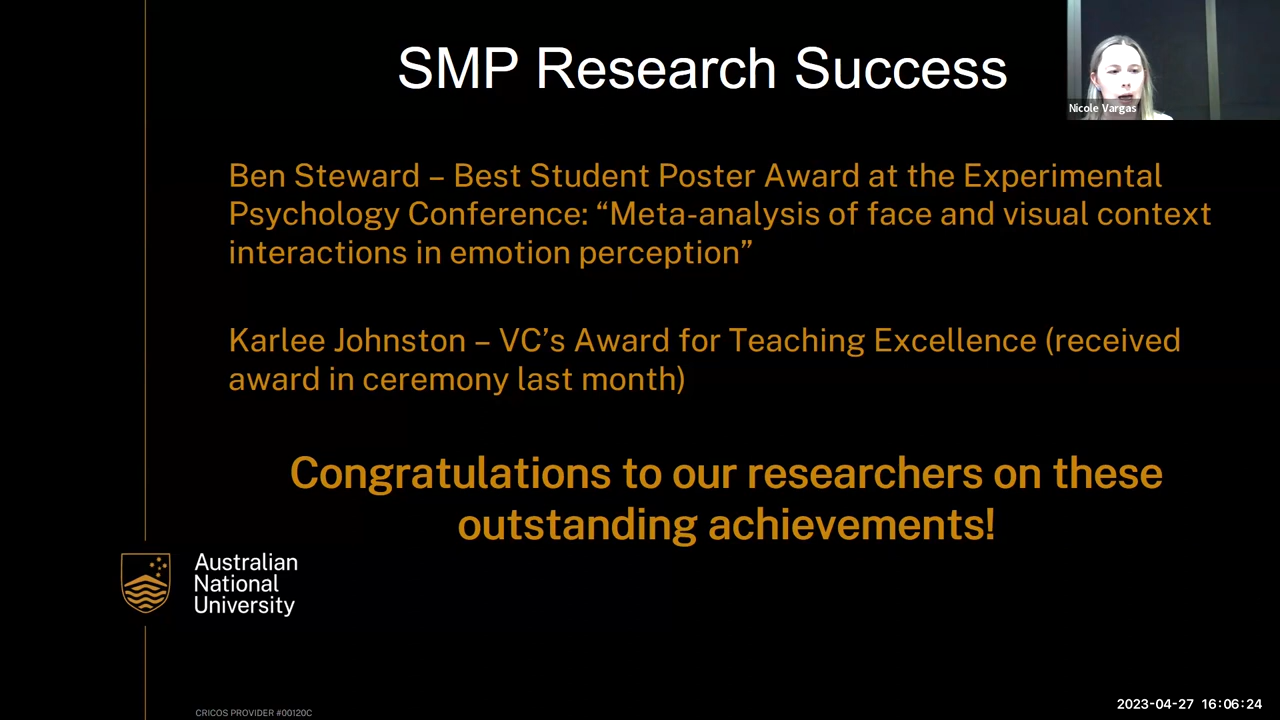 SMP Research Success
Nicole Vargas
Ben Steward – Best Student Poster Award at the Experimental
Psychology Conference: “Meta-analysis of face and visual context
interactions in emotion perception”
Karlee Johnston – VC’s Award for Teaching Excellence (received
award in ceremony last month)
Congratulations to our researchers on these
outstanding achievements!
Australian
National
University
CRICOS PROVIDER #00120C
2023-04-27 16:06:24